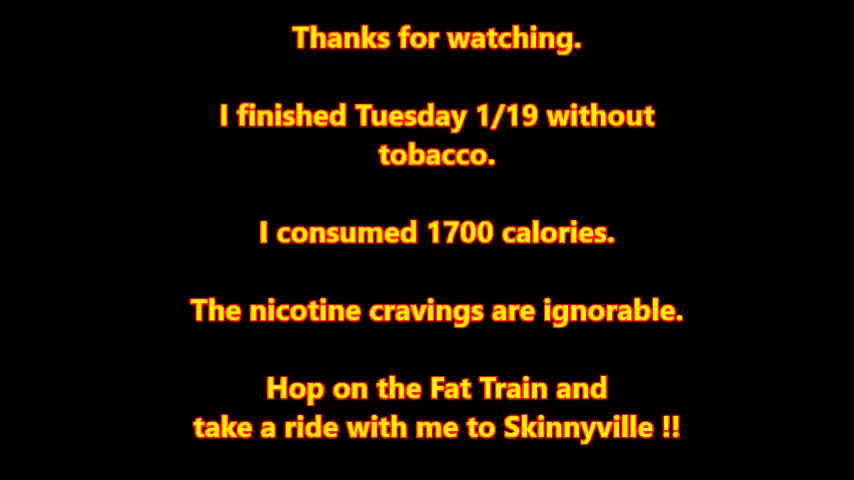 Thanks for watching.
I finished Tuesday 1/19 without
tobacco.
I consumed 1700 calories.
The nicotine cravings are ignorable.
Hop on the Fat Train and
take a ride with me to Skinnyville !!